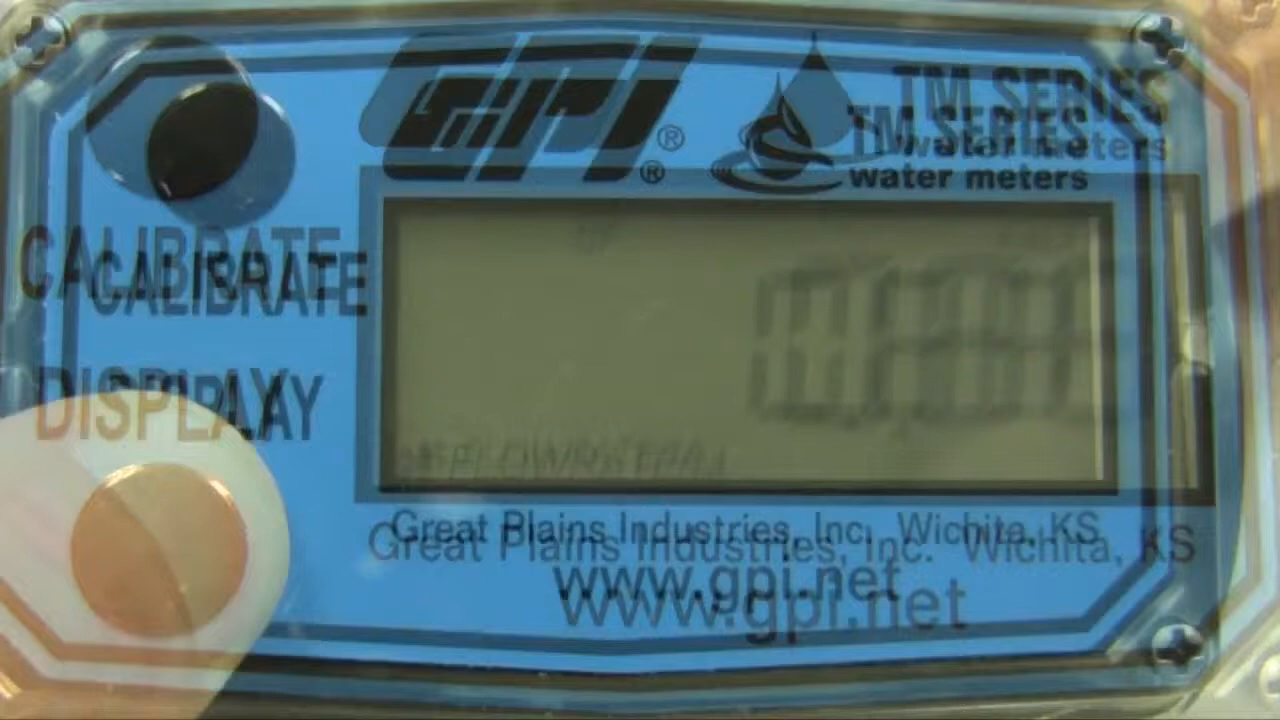 GPI®
TM SERIES
water meters
CALIBRATE
DISPLAY
Great Plains Industries, Inc. Wichita, KS
www.gpi.net